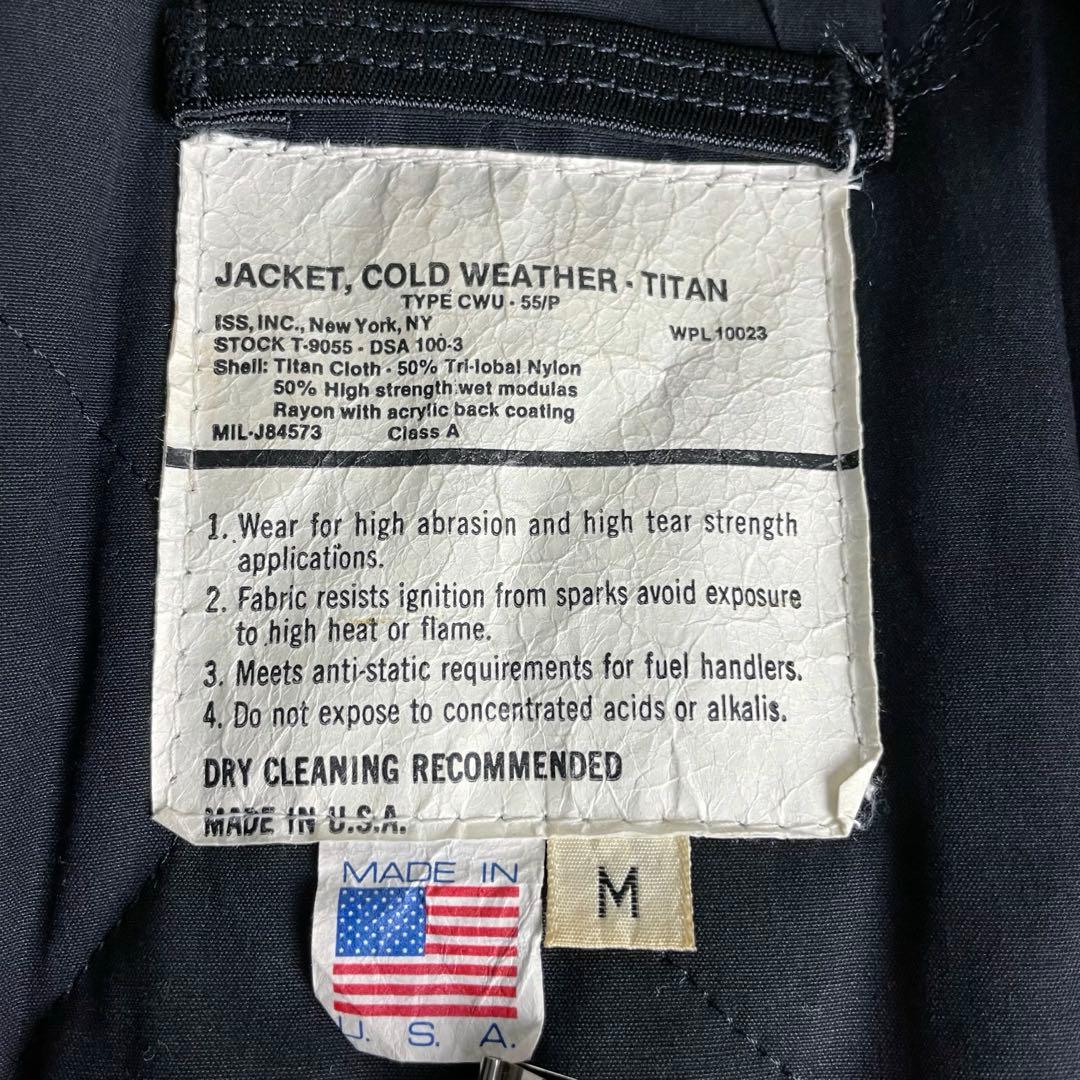 JACKET, COLD WEATHER - TITAN
TYPE CWU - 55/P
ISS, INC., New York, NY
WPL 10023
STOCK T-9055 - DSA 100-3
Shell: Titan Cloth - 50% Tri-lobal Nylon
50% High strength wet modulas
Rayon with acrylic back coating
MIL-J84573 Class A
1. Wear for high abrasion and high tear strength
applications.
2. Fabric resists ignition from sparks avoid exposure
to high heat or flame.
3. Meets anti-static requirements for fuel handlers.
4. Do not expose to concentrated acids or alkalis.
DRY CLEANING RECOMMENDED
MADE IN U.S.A.
MADE IN
U. S. A.
M